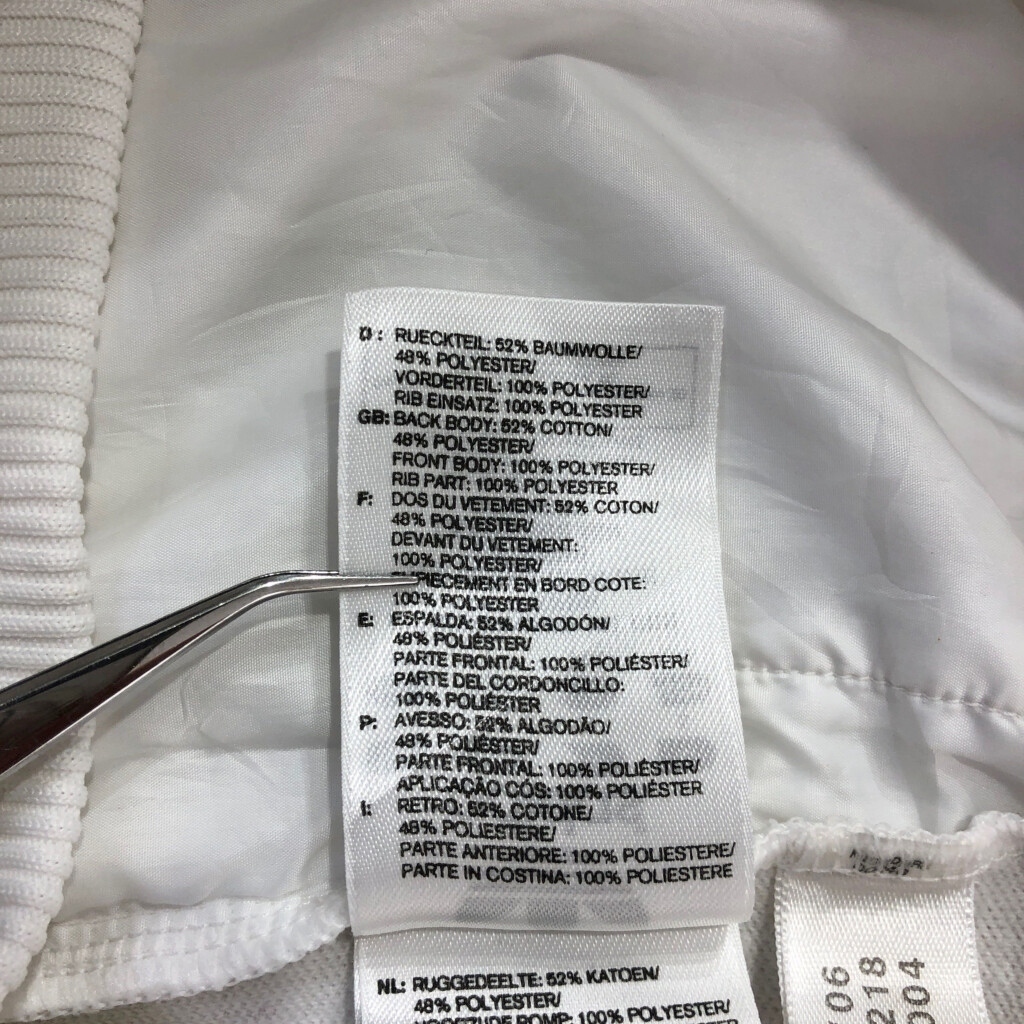 D: RUECKTEIL: 52% BAUMWOLLE/
48% POLYESTER/
VORDERTEIL: 100% POLYESTER/
RIB EINSATZ: 100% POLYESTER
GB: BACK BODY: 52% COTTON/
48% POLYESTER/
FRONT BODY: 100% POLYESTER/
RIB PART: 100% POLYESTER
F: DOS DU VETEMENT: 52% COTON/
48% POLYESTER/
DEVANT DU VETEMENT:
100% POLYESTER/
EMPIECEMENT EN BORD COTE:
100% POLYESTER
E: ESPALDA: 52% ALGODÓN/
48% POLIÉSTER/
PARTE FRONTAL: 100% POLIÉSTER/
PARTE DEL CORDONCILLO:
100% POLIÉSTER
P: AVESSO: 52% ALGODÃO/
48% POLIÉSTER/
PARTE FRONTAL: 100% POLIÉSTER/
APLICAÇÃO CÓS: 100% POLIÉSTER
I: RETRO: 52% COTONE/
48% POLIESTERE/
PARTE ANTERIORE: 100% POLIESTERE/
PARTE IN COSTINA: 100% POLIESTERE
NL: RUGGEDEELTE: 52% KATOEN/
48% POLYESTER/
100% POLYESTER/
06
218
004